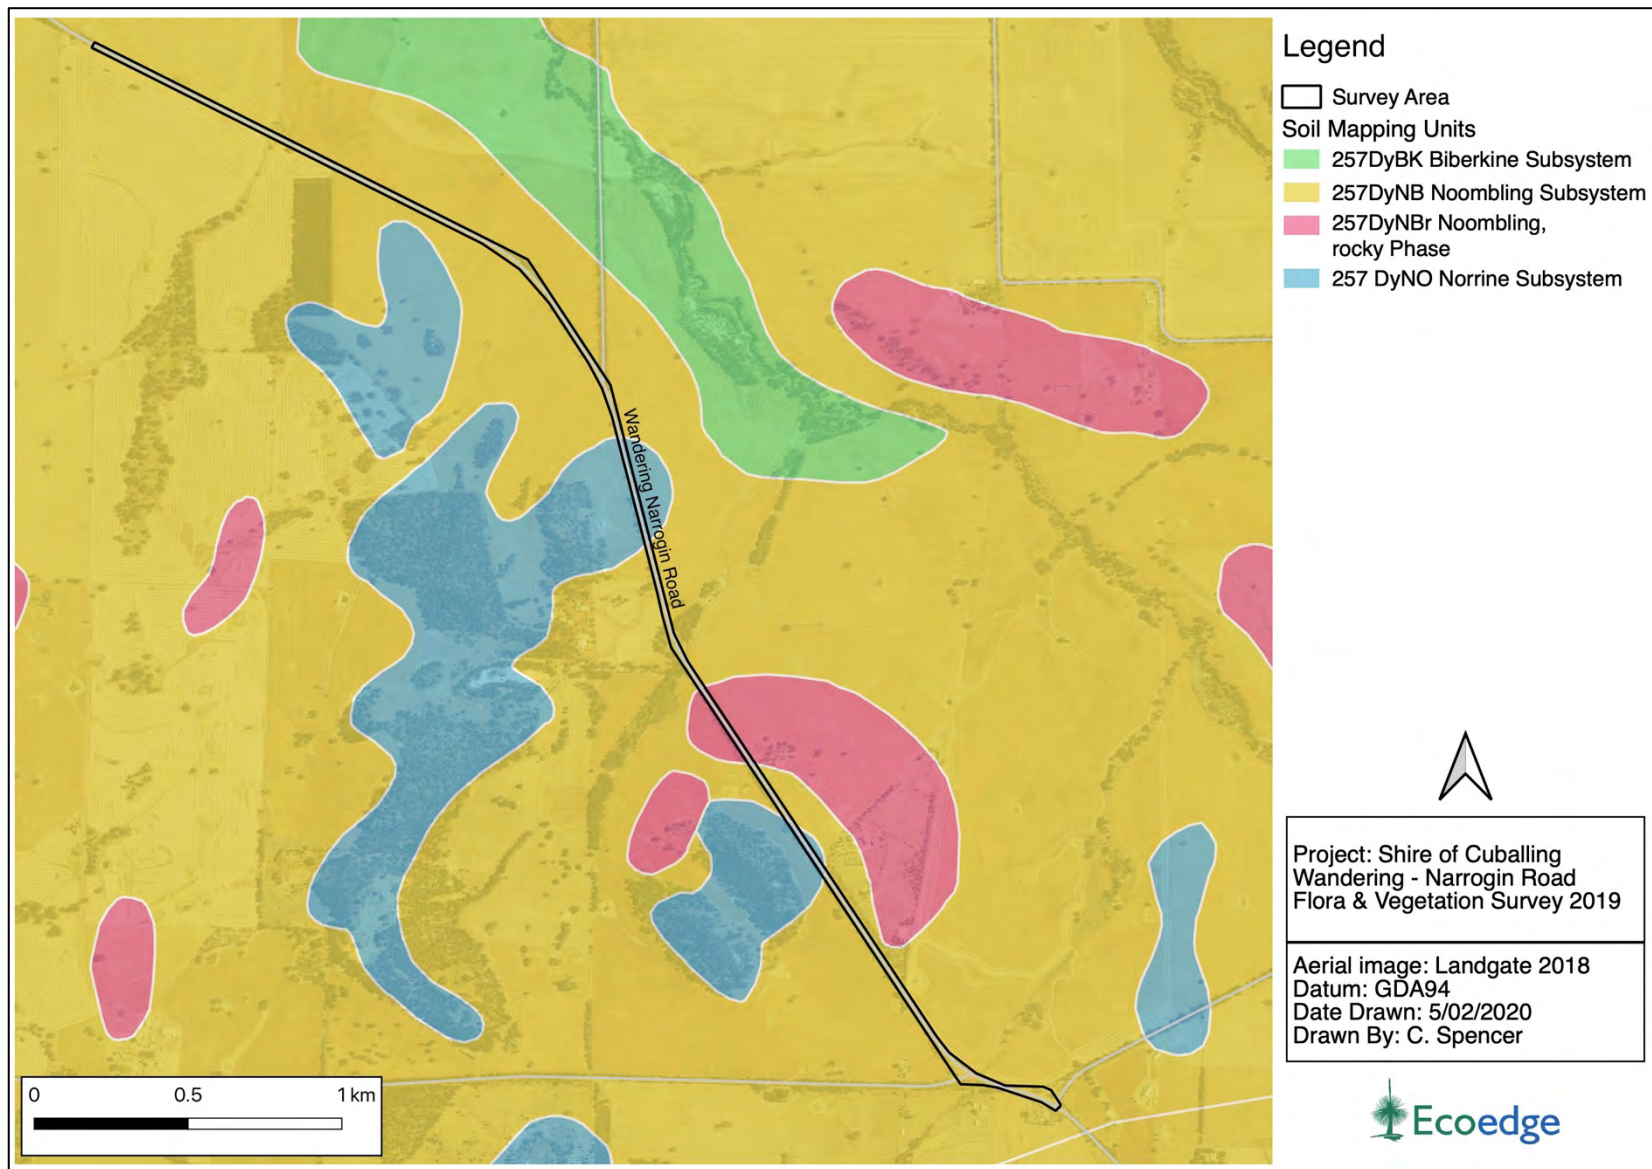 Legend
Survey Area
Soil Mapping Units
257DyBK Biberkine Subsystem
257DyNB Noombling Subsystem
257DyNBr Noombling,
rocky Phase
257 DyNO Norrine Subsystem
Wandering Narrogin Road
Project: Shire of Cuballing
Wandering - Narrogin Road
Flora & Vegetation Survey 2019
Aerial image: Landgate 2018
Datum: GDA94
Date Drawn: 5/02/2020
Drawn By: C. Spencer
0 0.5 1 km
Ecoedge